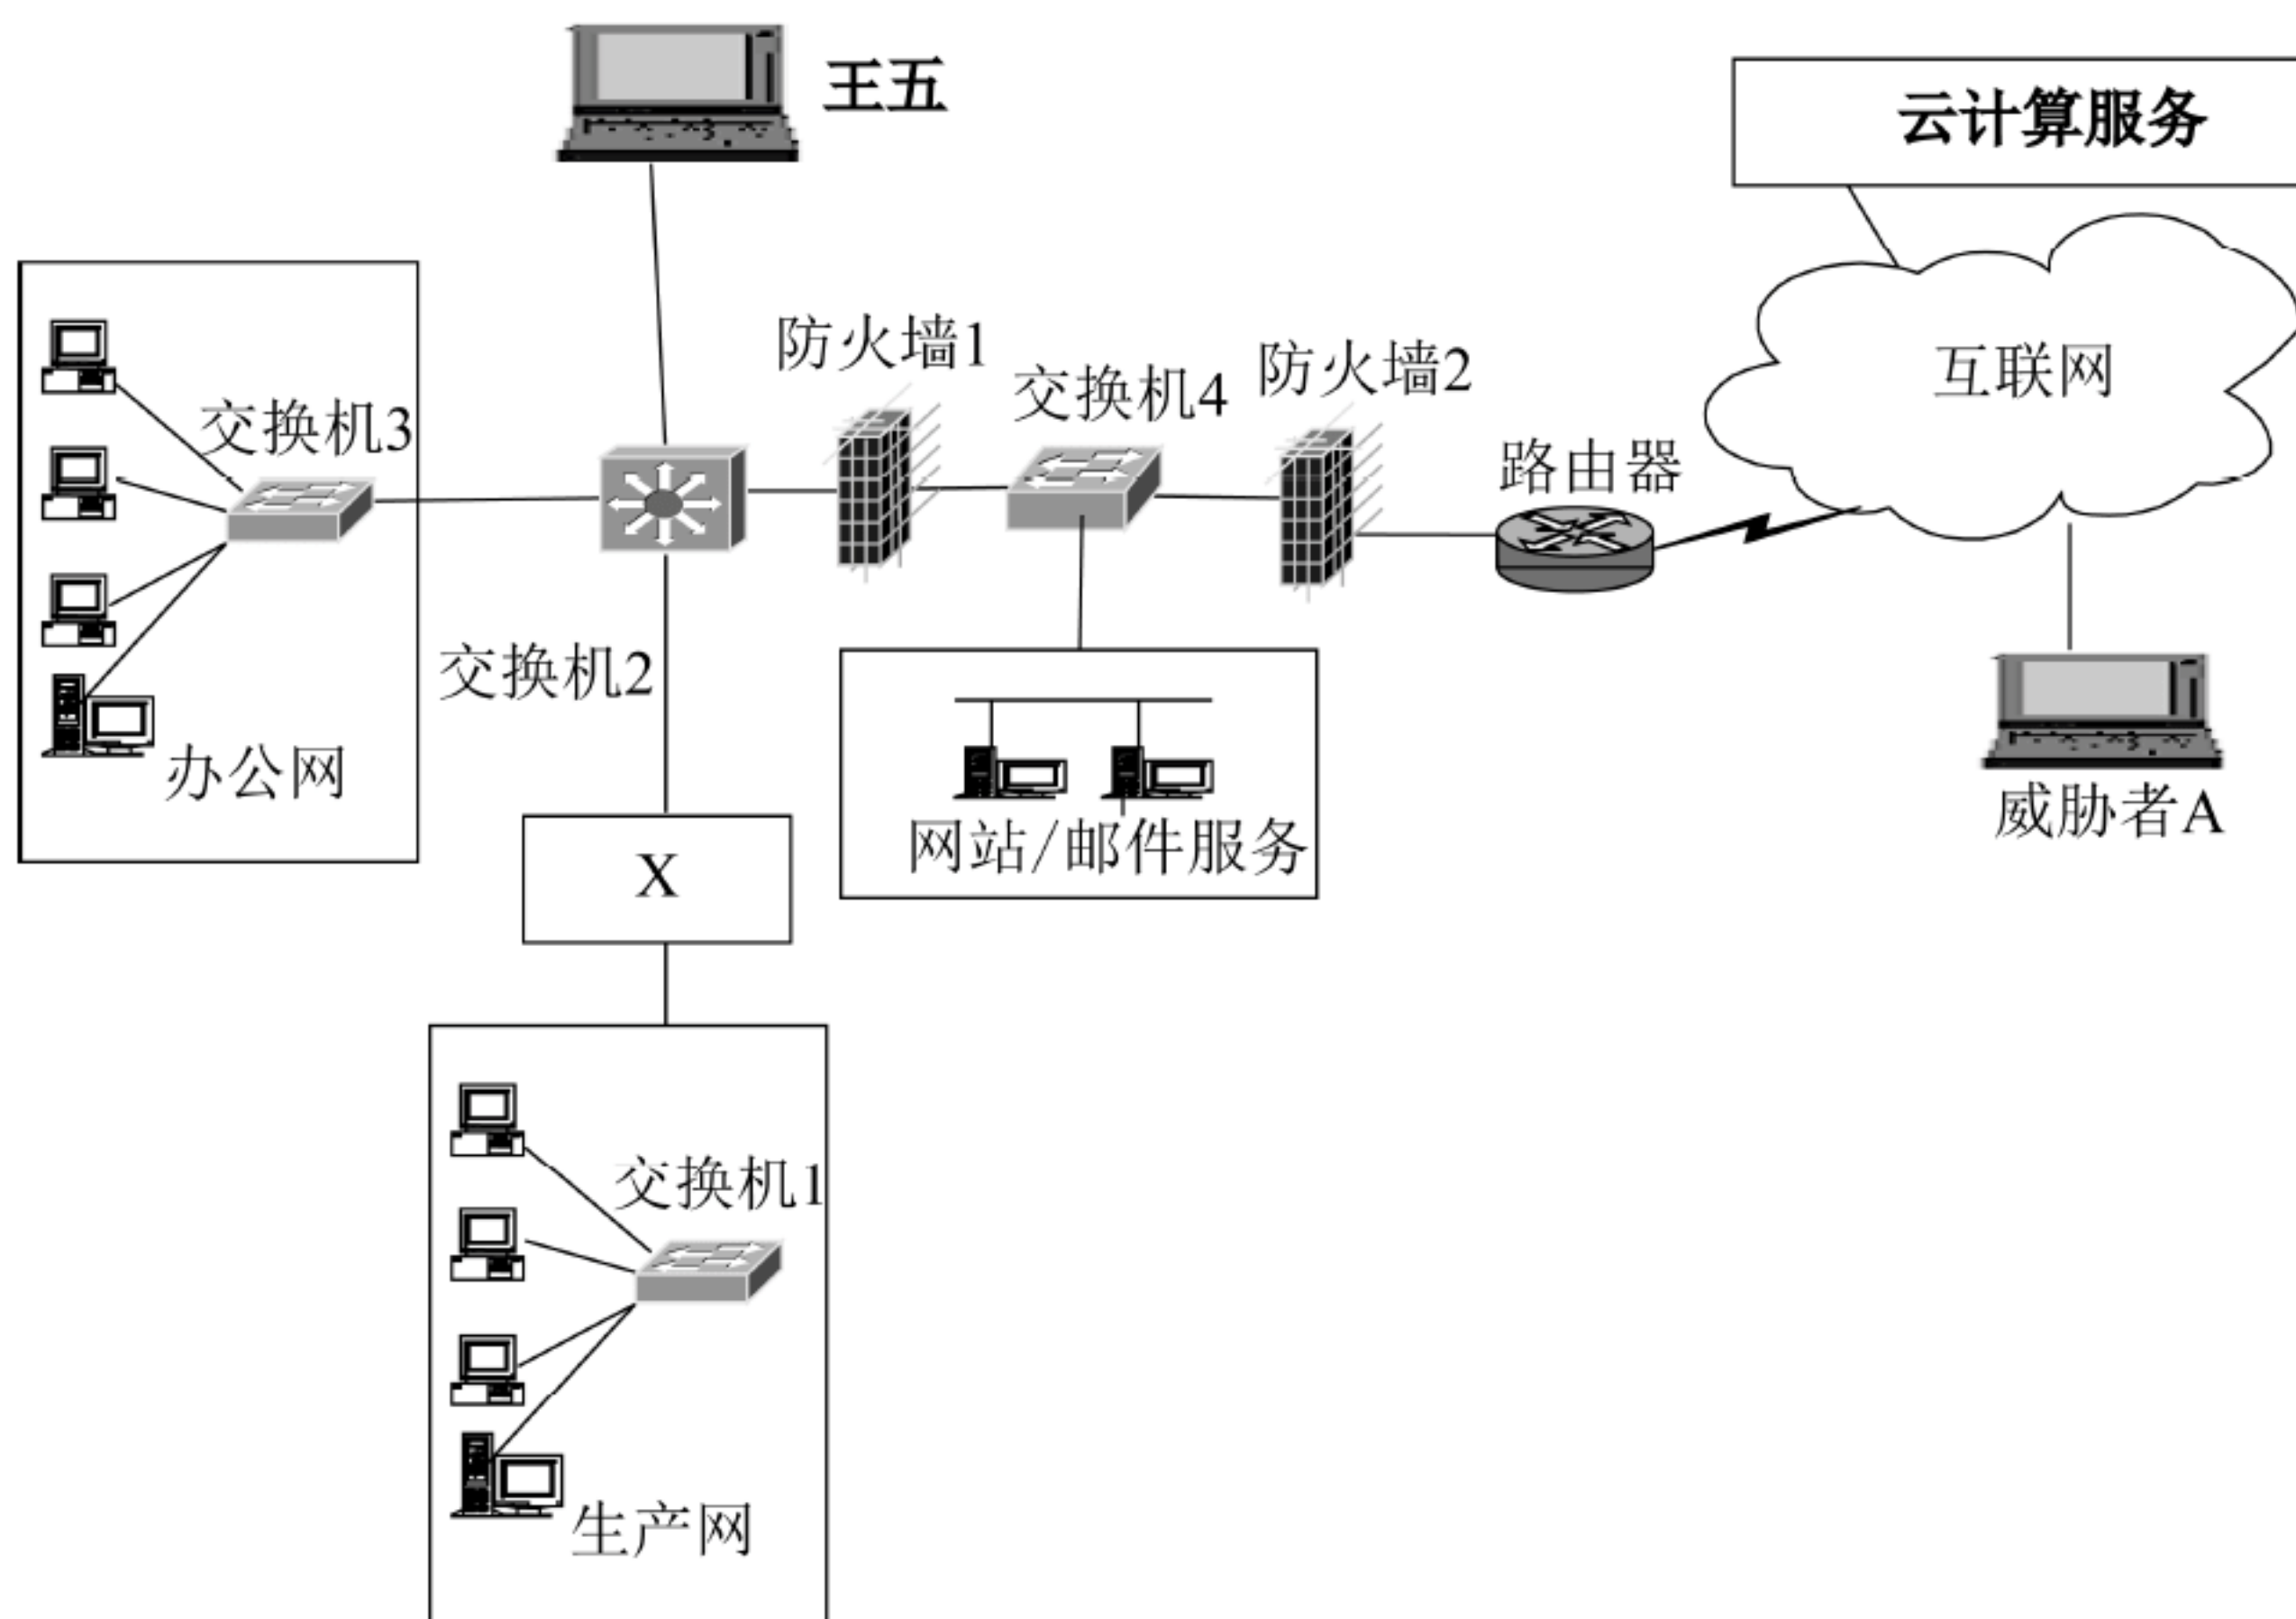 王五
云计算服务
防火墙1
交换机4
防火墙2
互联网
交换机3
路由器
交换机2
办公网
网站/邮件服务
威胁者A
X
交换机1
生产网